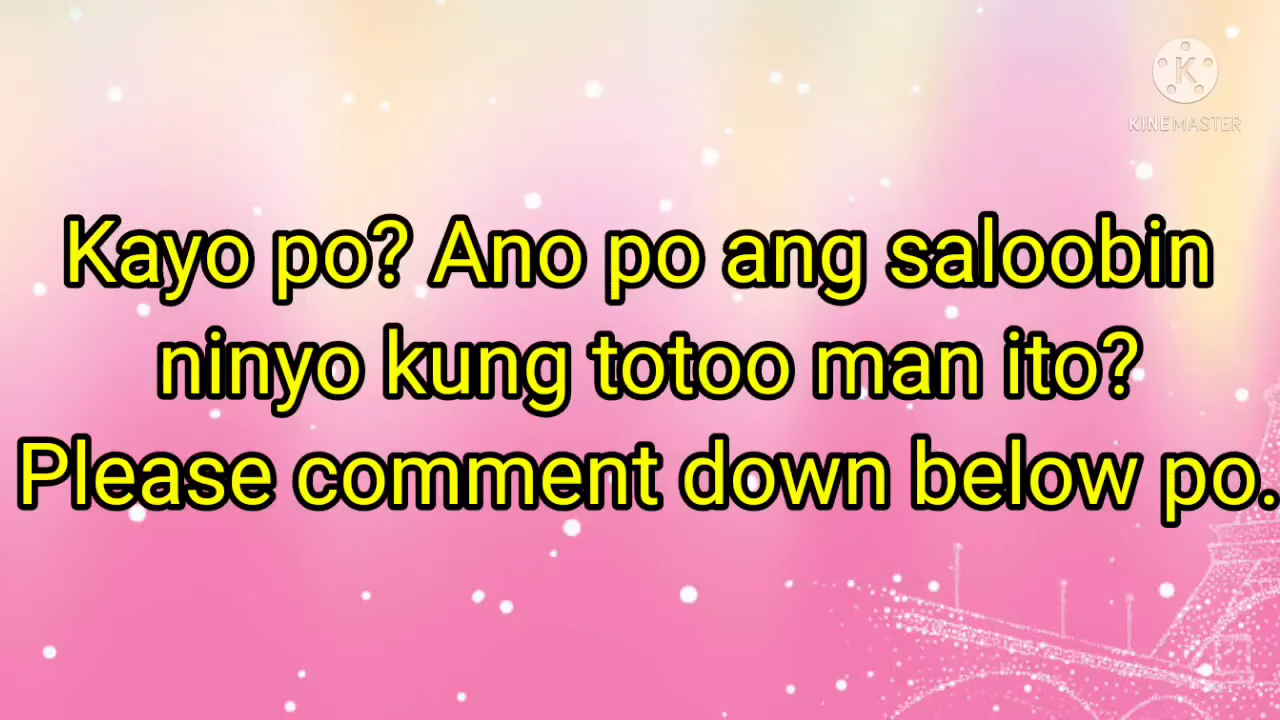 K
KINEMASTER
Kayo po? Ano po ang saloobin
ninyo kung totoo man ito?
Please comment down below po.